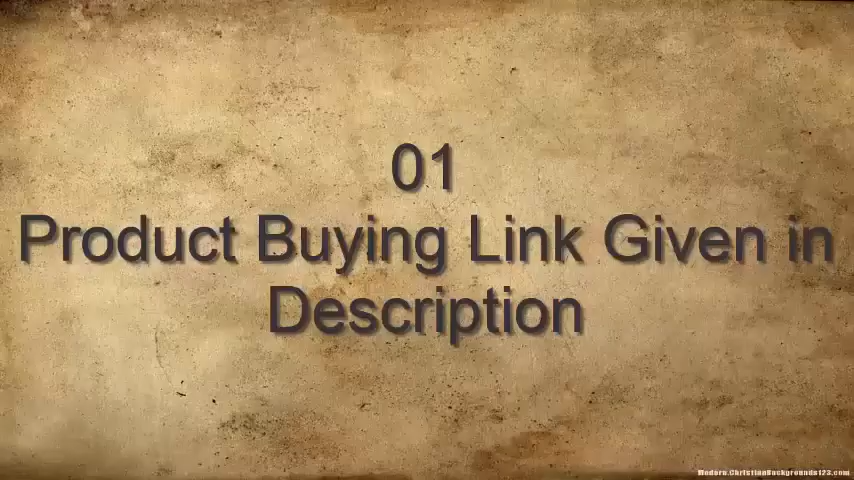 01
Product Buying Link Given in
Description
Modern.ChristianBackgrounds123.com